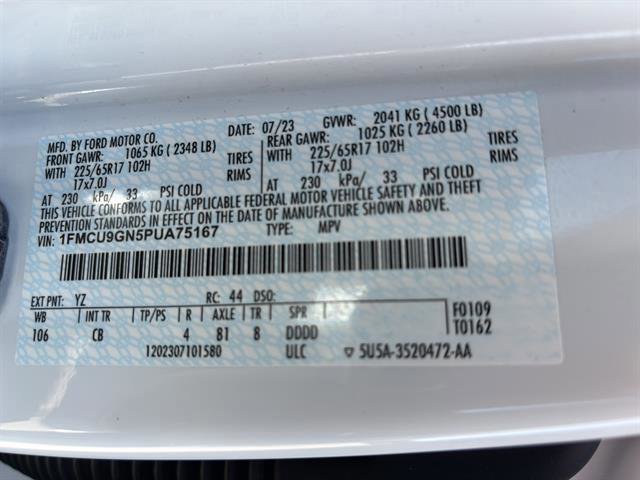 MFD. BY FORD MOTOR CO. DATE: 07/23 GVWR: 2041 KG ( 4500 LB)
FRONT GAWR: 1065 KG ( 2348 LB) REAR GAWR: 1025 KG ( 2260 LB)
WITH 225/65R17 102H TIRES WITH 225/65R17 102H TIRES
17x7.0J RIMS 17x7.0J RIMS
AT 230 kPa/ 33 PSI COLD AT 230 kPa/ 33 PSI COLD
THIS VEHICLE CONFORMS TO ALL APPLICABLE FEDERAL MOTOR VEHICLE SAFETY AND THEFT
PREVENTION STANDARDS IN EFFECT ON THE DATE OF MANUFACTURE SHOWN ABOVE.
VIN: 1FMCU9GN5PUA75167 TYPE: MPV
EXT PNT: YZ RC: 44 DSO: F0109
WB INT TR TP/PS R AXLE TR SPR T0162
106 CB 4 81 8 DDDD
1202307101580 ULC 5U5A-3520472-AA